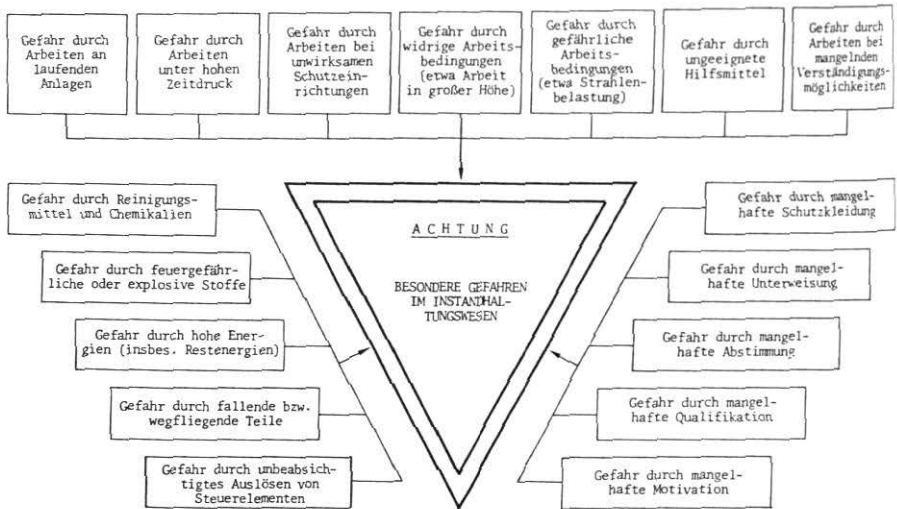 Gefahr durch
Arbeiten an
laufenden
Anlagen
Gefahr durch
Arbeiten
unter hohen
Zeitdruck
Gefahr durch
Arbeiten bei
unwirksamen
Schutzein-
richtungen
Gefahr durch
widrige Arbeits-
bedingungen
(etwa Arbeit
in großer Höhe)
Gefahr durch
gefährliche
Arbeits-
bedingungen
(etwa Strahlen-
belastung)
Gefahr durch
ungeeignete
Hilfsmittel
Gefahr durch
Arbeiten bei
mangelnden
Verständigungs-
möglichkeiten
Gefahr durch Reinigungs-
mittel und Chemikalien
Gefahr durch feuergefähr-
liche oder explosive Stoffe
Gefahr durch hohe Ener-
gien (insbes. Restenergien)
Gefahr durch fallende bzw.
wegfliegende Teile
Gefahr durch unbeabsich-
tigtes Auslösen von
Steuerelementen
ACHTUNG
BESONDERE GEFAHREN
IM INSTANDHAL-
TUNGSWESEN
Gefahr durch mangel-
hafte Schutzkleidung
Gefahr durch mangel-
hafte Unterweisung
Gefahr durch mangel-
hafte Abstimmung
Gefahr durch mangel-
hafte Qualifikation
Gefahr durch mangel-
hafte Motivation